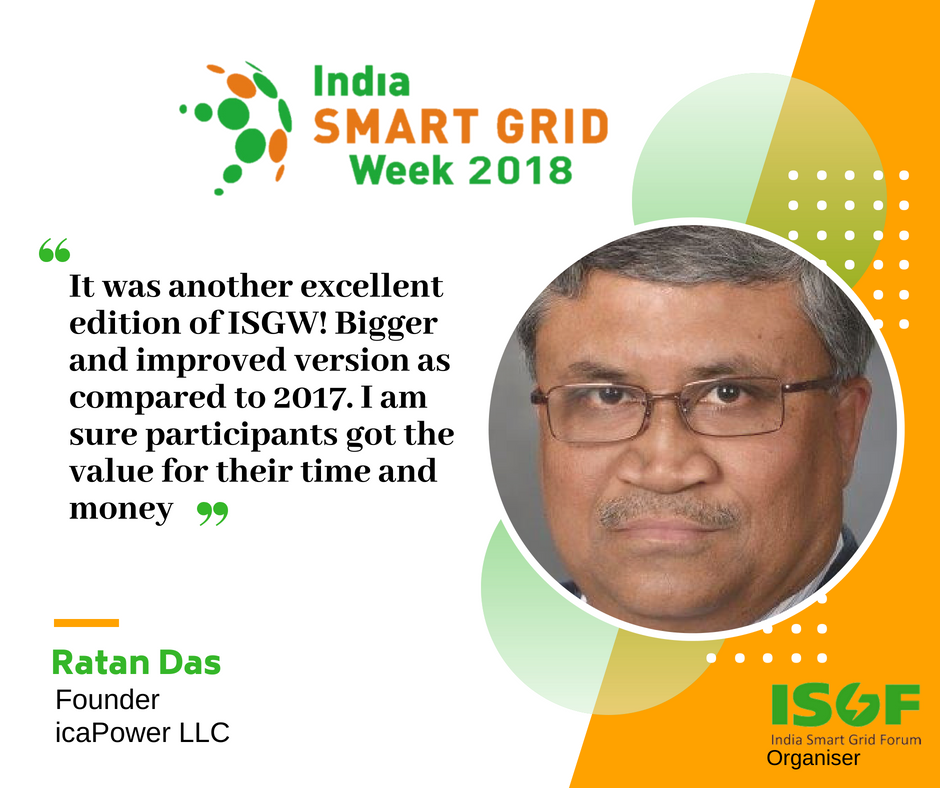 Indıa
SMART GRID
Week 2018
“
It was another excellent
edition of ISGW! Bigger
and improved version as
compared to 2017. I am
sure participants got the
value for their time and
money ”
Ratan Das
Founder
icaPower LLC
ISGF
India Smart Grid Forum
Organiser